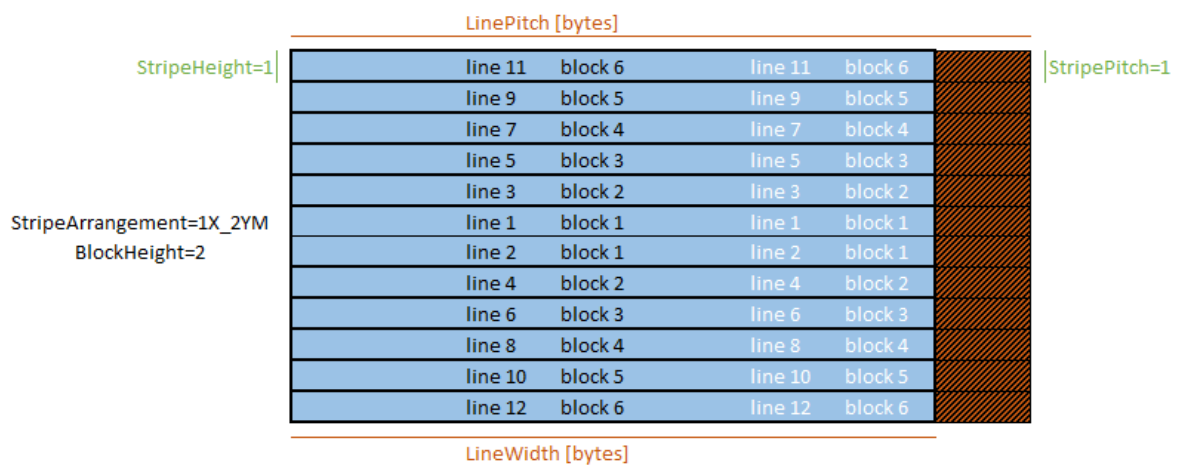 LinePitch [bytes]
StripeHeight=1 line 11 block 6 line 11 block 6 StripePitch=1
line 9 block 5 line 9 block 5
line 7 block 4 line 7 block 4
line 5 block 3 line 5 block 3
line 3 block 2 line 3 block 2
StripeArrangement=1X_2YM line 1 block 1 line 1 block 1
BlockHeight=2 line 2 block 1 line 2 block 1
line 4 block 2 line 4 block 2
line 6 block 3 line 6 block 3
line 8 block 4 line 8 block 4
line 10 block 5 line 10 block 5
line 12 block 6 line 12 block 6
LineWidth [bytes]